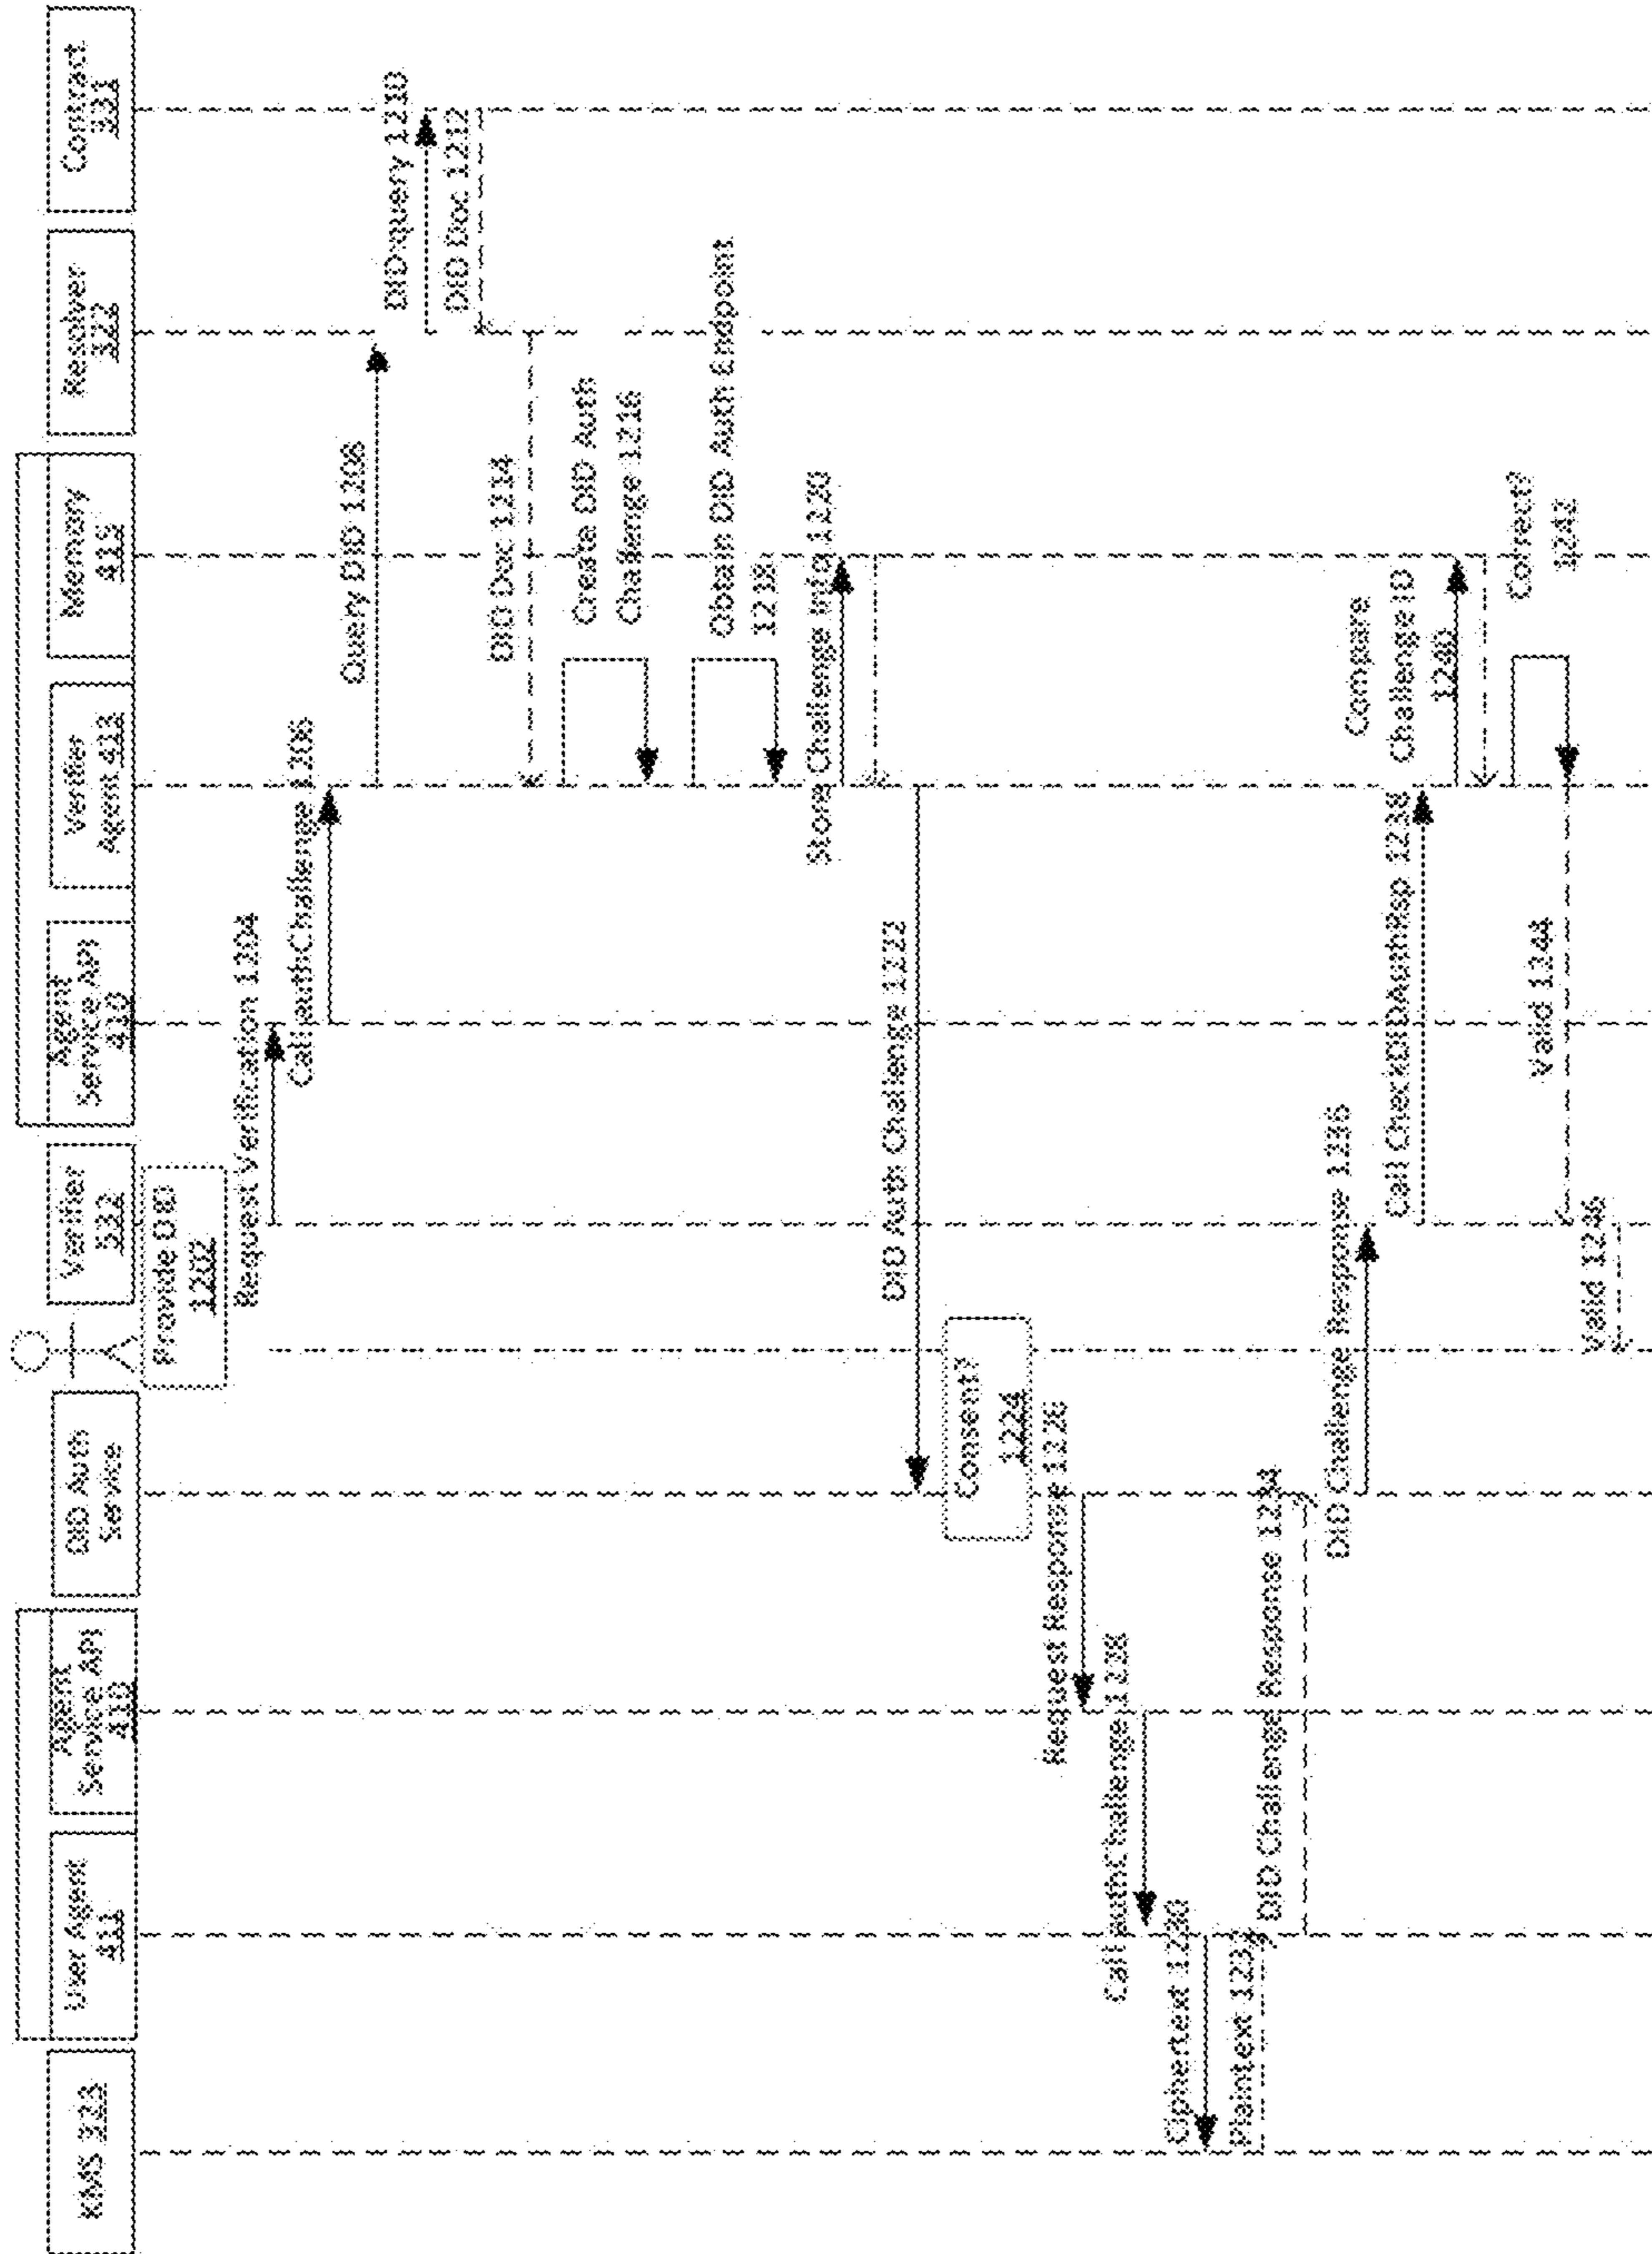 KMS 323
User Agent
411
Agent
Service API
410
DID Auth
Service
Verifier
532
Agent
Service API
430
Verifier
Agent 413
Memory
415
Resolver
322
Contract
331
Provide DID
1202
Request Verification 1204
Call authChallenge 1206
Query DID 1208
DID query 1210
DID Doc 1212
DID Doc 1214
Create DID Auth
Challenge 1216
Obtain DID Auth Endpoint
1218
Store Challenge Info 1220
DID Auth Challenge 1222
Consent?
1224
Request Response 1226
Call authChallenge 1228
Ciphertext 1230
Plaintext 1232
DID Challenge Response 1234
DID Challenge Response 1236
Call CheckDIDAuthRsp 1238
Compare
Challenge ID
1240
Correct?
1242
Valid 1244
Valid 1246